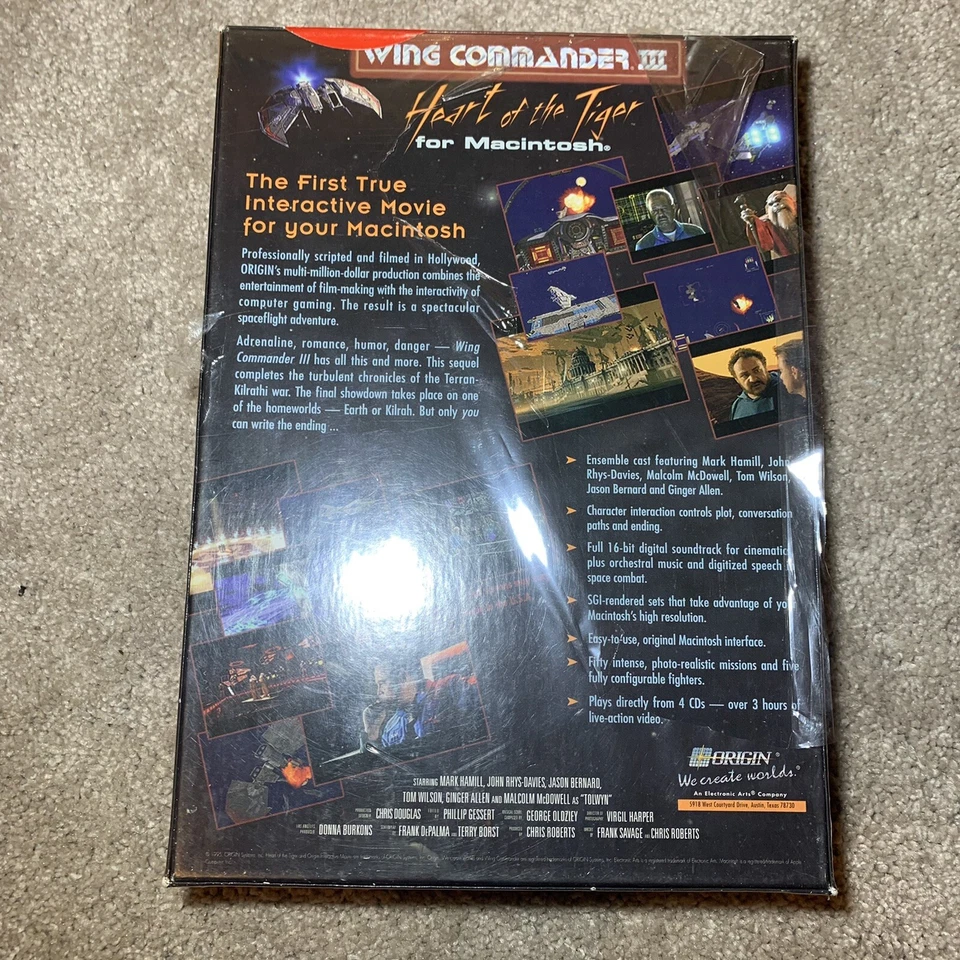 WING COMMANDER III
Heart of the Tiger
for Macintosh®
The First True
Interactive Movie
for your Macintosh
Professionally scripted and filmed in Hollywood,
ORIGIN's multi-million-dollar production combines the
entertainment of film-making with the interactivity of
computer gaming. The result is a spectacular
spaceflight adventure.
Adrenaline, romance, humor, danger — Wing
Commander III has all this and more. This sequel
completes the turbulent chronicles of the Terran-
Kilrathi war. The final showdown takes place on one
of the homeworlds — Earth or Kilrah. But only you
can write the ending ...
Ensemble cast featuring Mark Hamill, John
Rhys-Davies, Malcolm McDowell, Tom Wilson,
Jason Bernard and Ginger Allen.
Character interaction controls plot, conversation
paths and ending.
Full 16-bit digital soundtrack for cinematic
plus orchestral music and digitized speech
space combat.
SGI-rendered sets that take advantage of you
Macintosh's high resolution.
Easy-to-use, original Macintosh interface.
Fifty intense, photo-realistic missions and five
fully configurable fighters.
Plays directly from 4 CDs — over 3 hours of
live-action video.
ORIGIN®
We create worlds.®
An Electronic Arts® Company
5918 West Courtyard Drive, Austin, Texas 78730
STARRING MARK HAMILL, JOHN RHYS-DAVIES, JASON BERNARD,
TOM WILSON, GINGER ALLEN AND MALCOLM McDOWELL AS "TOLWYN"
PRODUCTION DESIGNER CHRIS DOUGLAS PHILLIP GESSERT GEORGE OLDZIEY VIRGIL HARPER
DONNA BURKONS FRANK DePALMA AND TERRY BORST CHRIS ROBERTS FRANK SAVAGE AND CHRIS ROBERTS